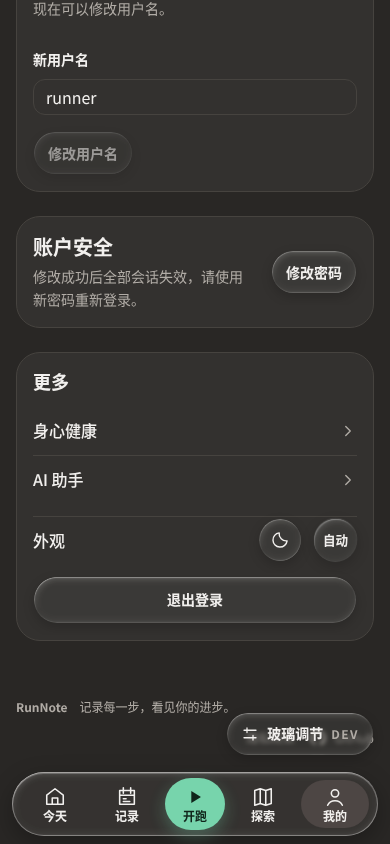 现在可以修改用户名。
新用户名
runner
修改用户名
账户安全
修改成功后全部会话失效，请使用
新密码重新登录。
修改密码
更多
身心健康
AI 助手
外观
自动
退出登录
RunNote 记录每一步，看见你的进步。
玻璃调节 DEV
今天
记录
开跑
探索
我的